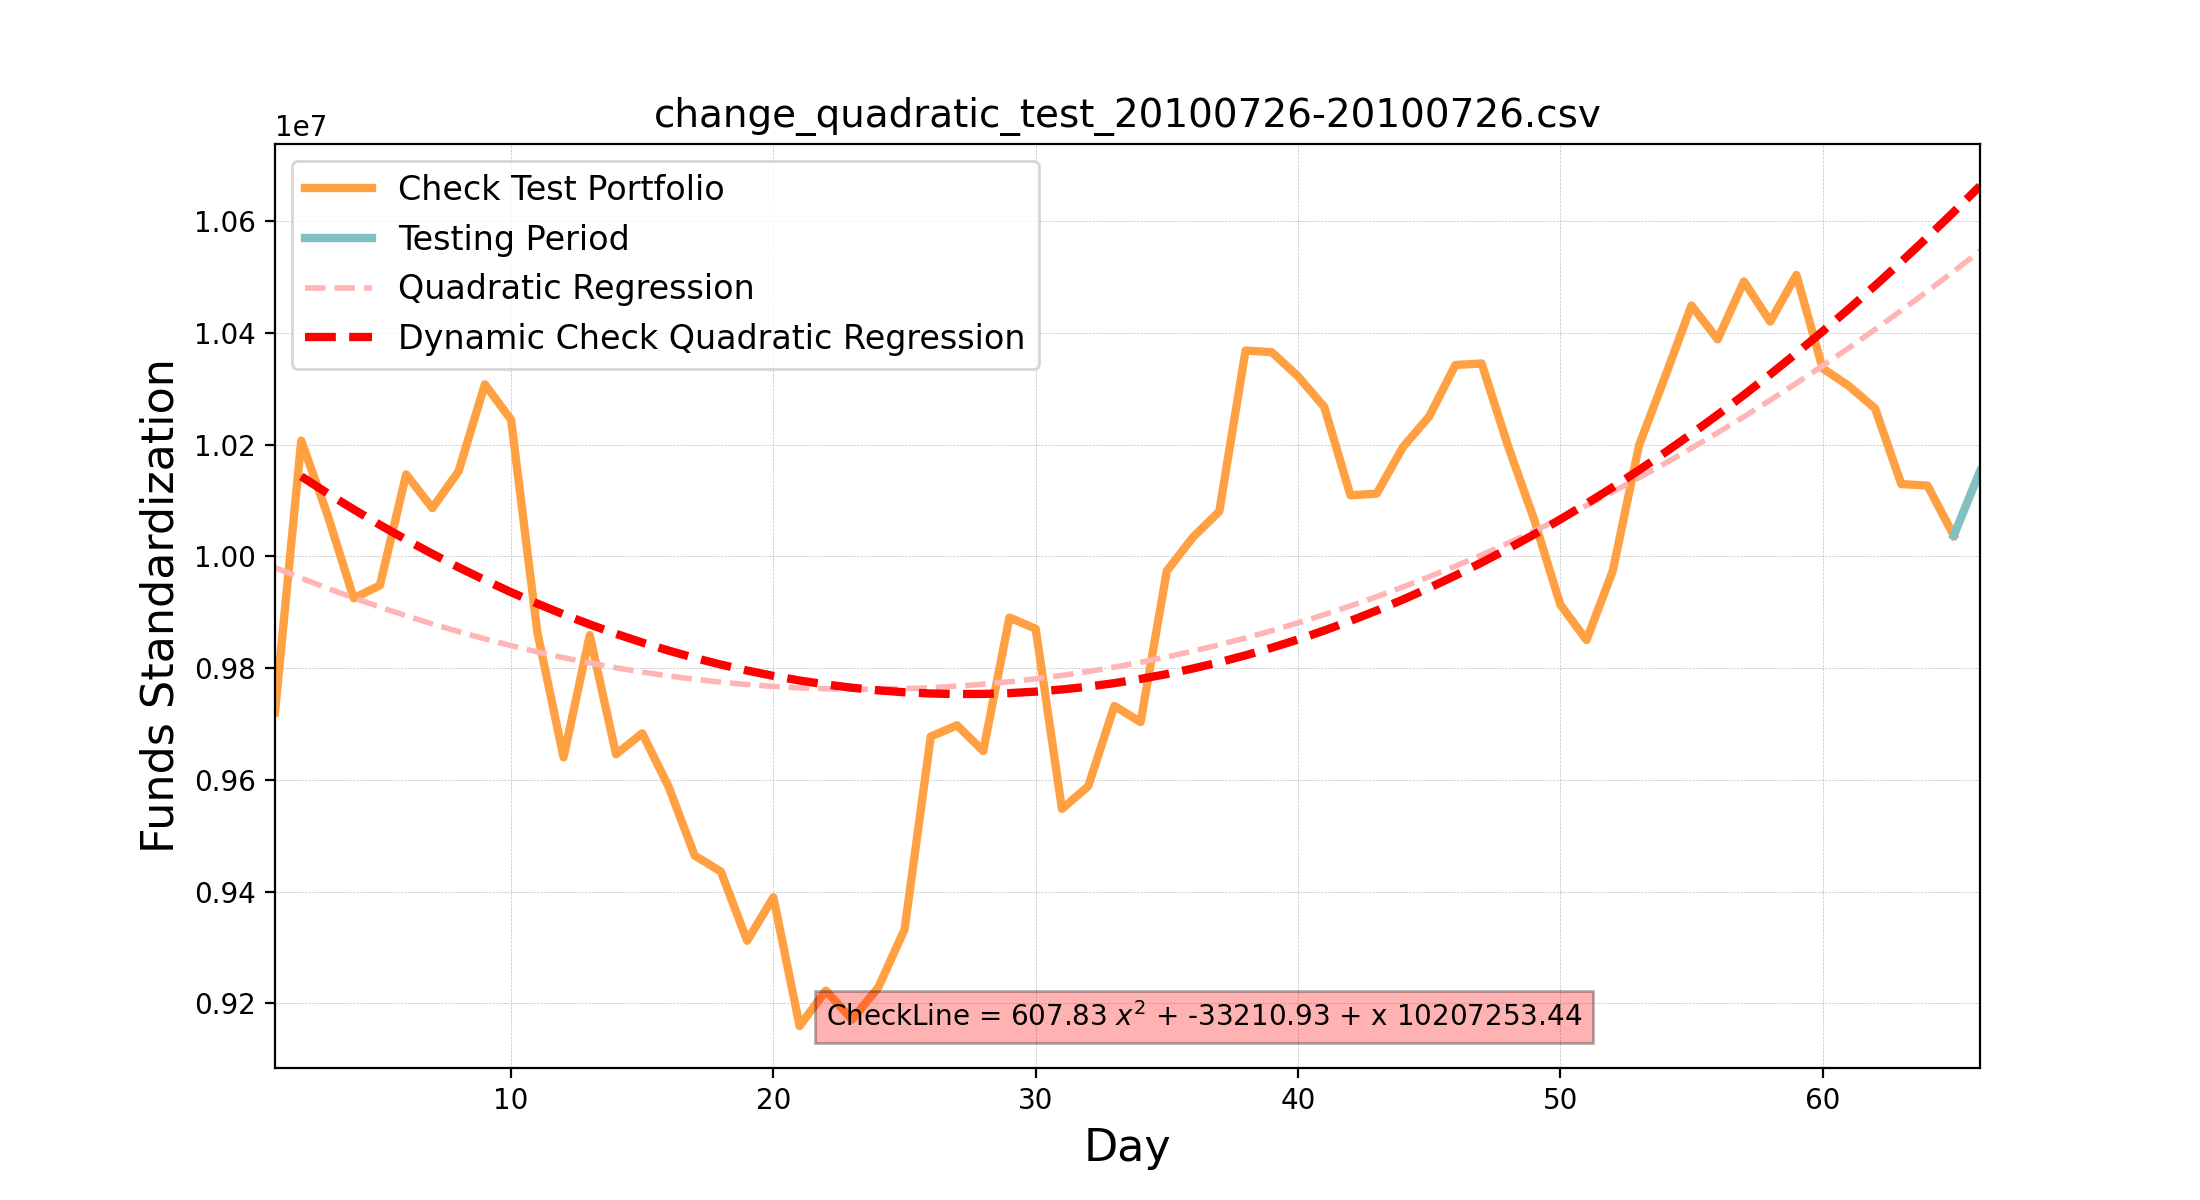 change_quadratic_test_20100726-20100726.csv
1e7
Check Test Portfolio
Testing Period
Quadratic Regression
Dynamic Check Quadratic Regression
1.06
1.04
1.02
1.00
0.98
0.96
0.94
0.92
Funds Standardization
CheckLine = 607.83 x² + -33210.93 + x 10207253.44
10 20 30 40 50 60
Day